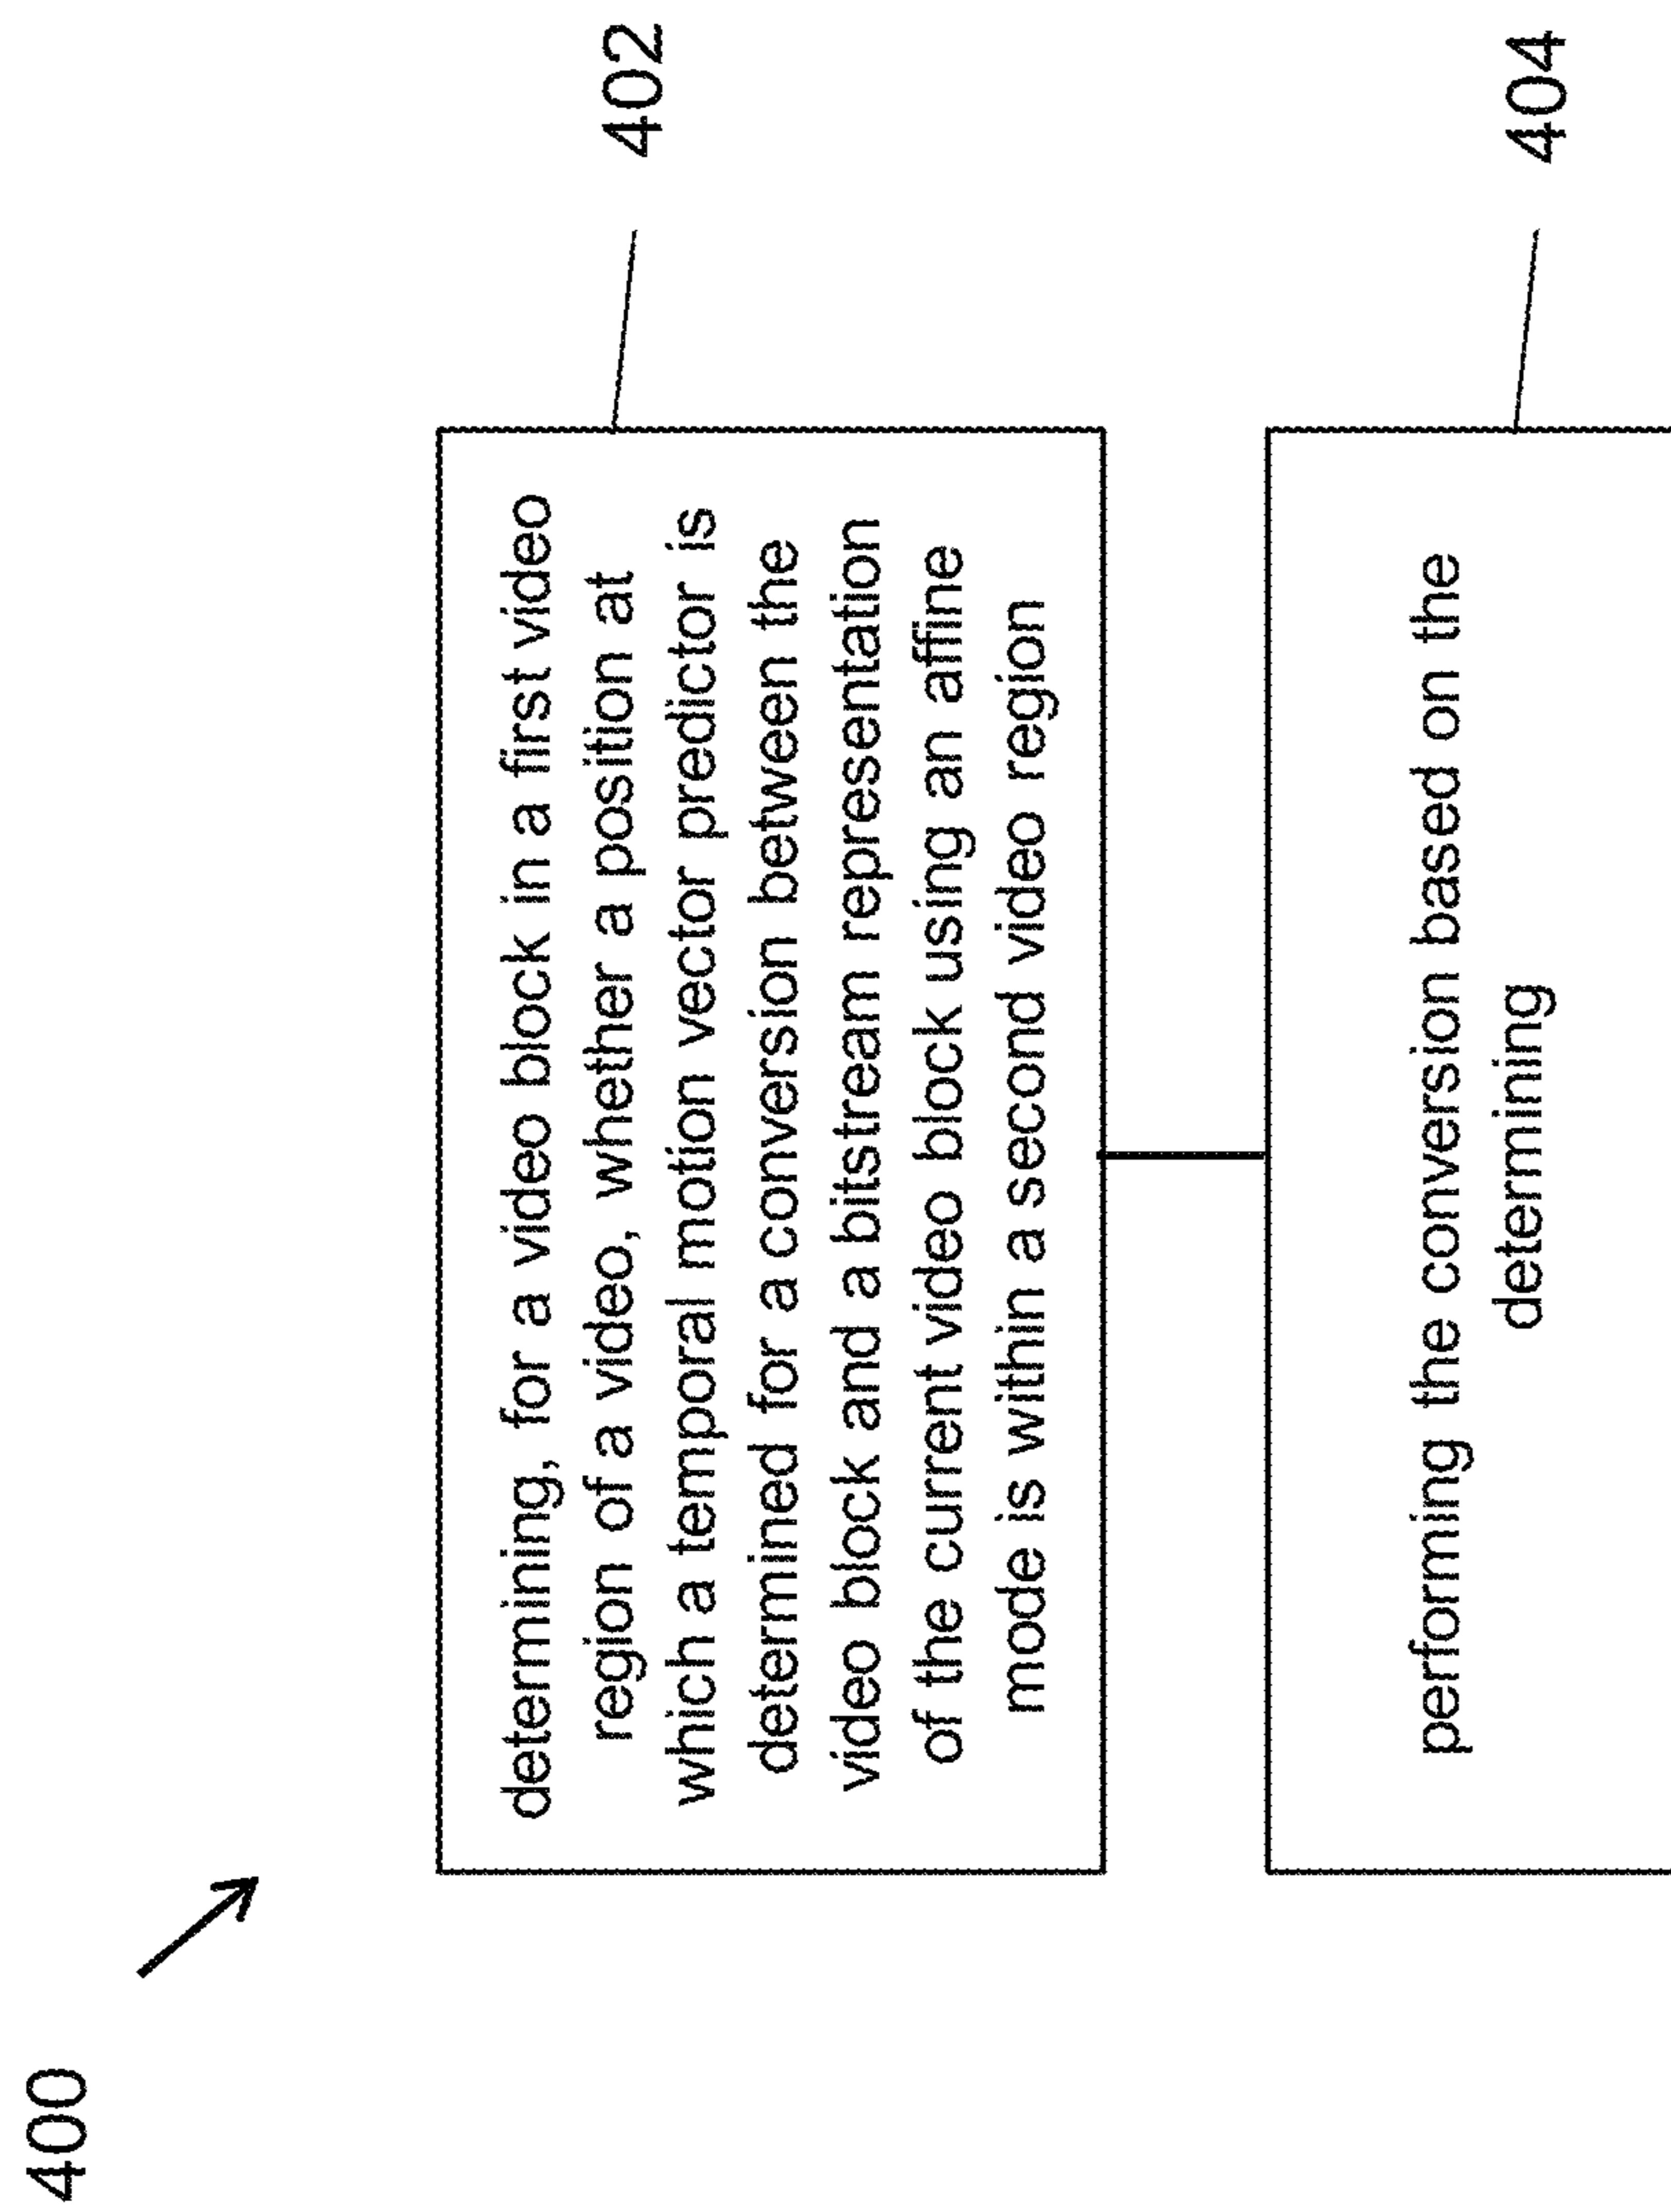 400
determining, for a video block in a first video
region of a video, whether a position at
which a temporal motion vector predictor is
determined for a conversion between the
video block and a bitstream representation
of the current video block using an affine
mode is within a second video region
402
performing the conversion based on the
determining
404